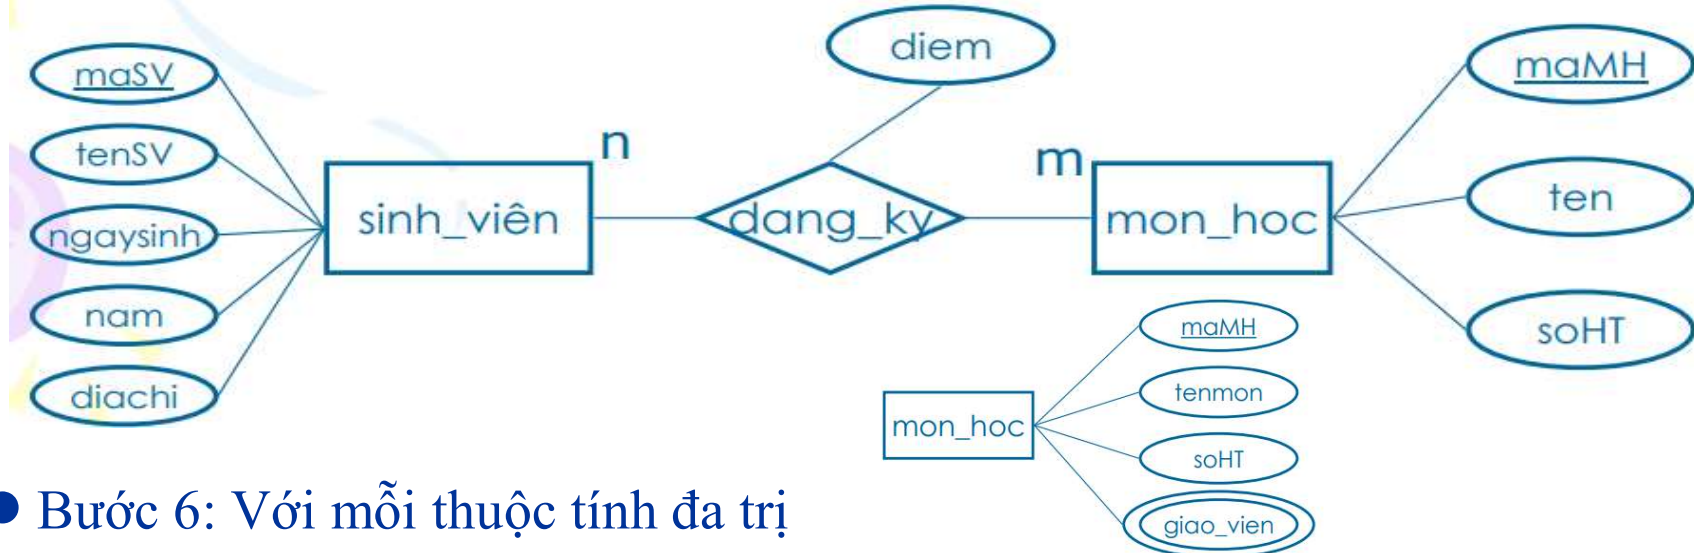 diem
maSV
maMH
tenSV
n
m
ten
sinh_viên
dang_ky
mon_hoc
ngaysinh
nam
maMH
soHT
diachi
tenmon
mon_hoc
soHT
giao_vien
● Bước 6: Với mỗi thuộc tính đa trị